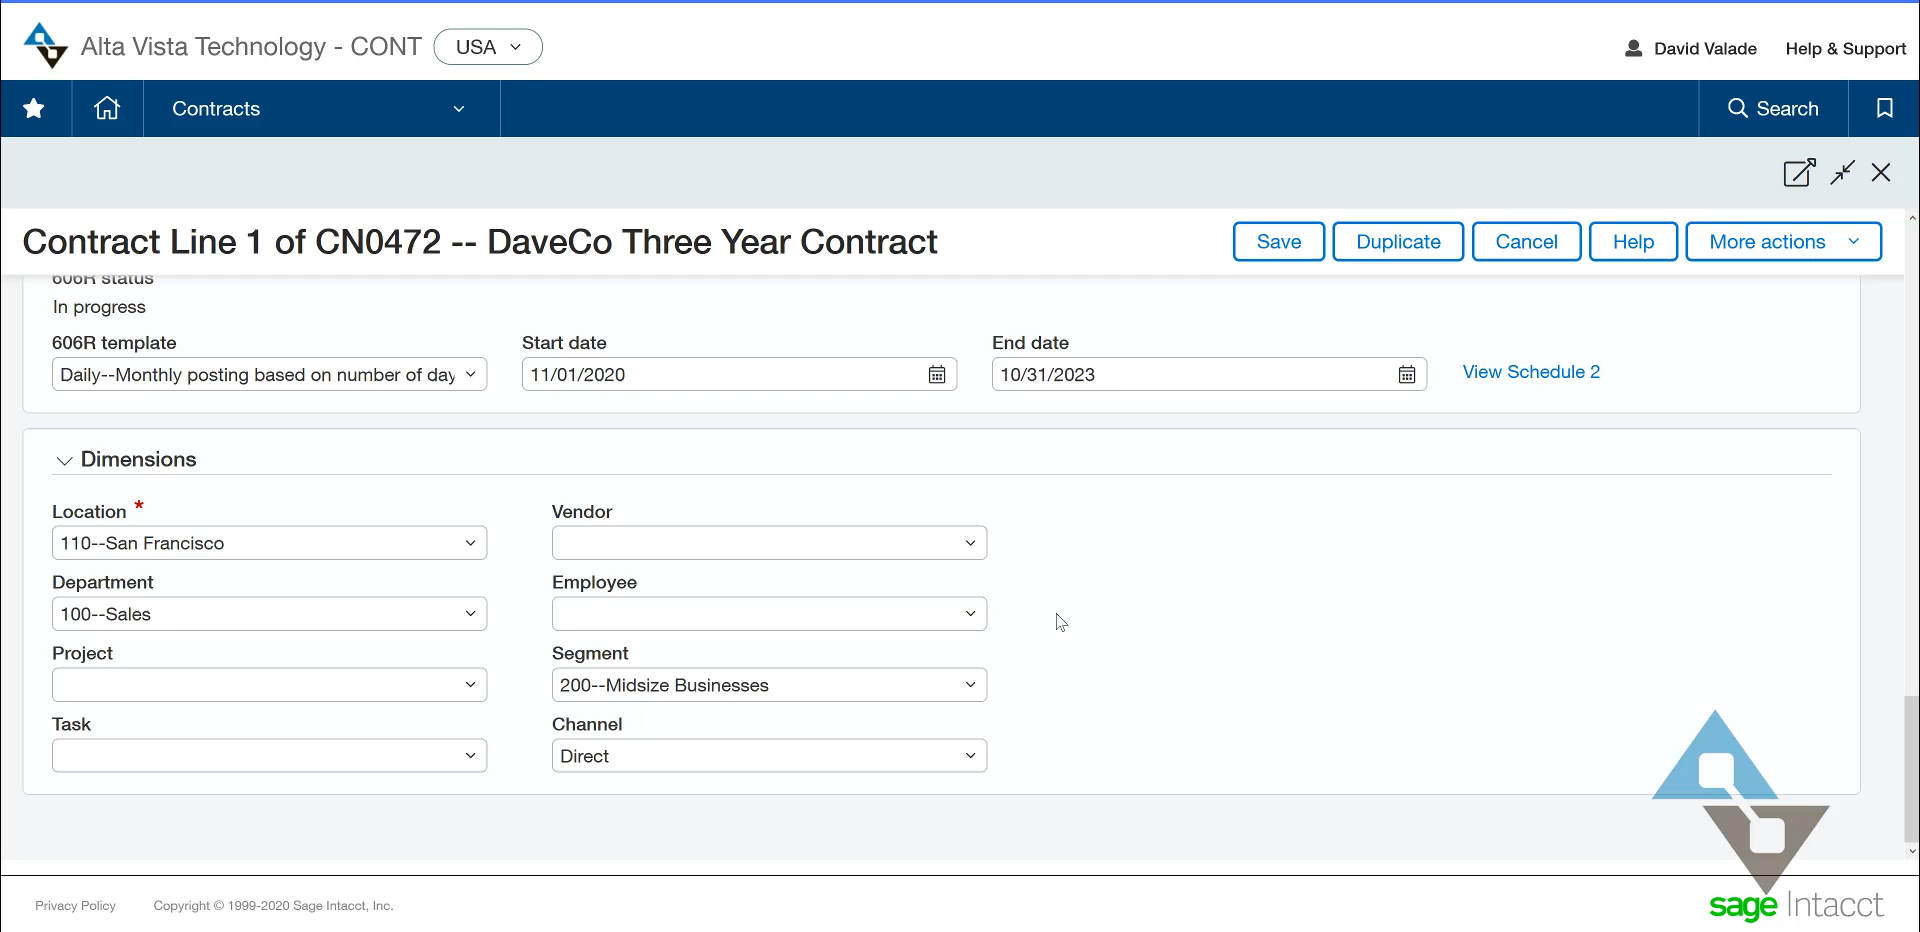 Alta Vista Technology - CONT
USA
David Valade
Help & Support
Contracts
Search
Contract Line 1 of CN0472 -- DaveCo Three Year Contract
Save
Duplicate
Cancel
Help
More actions
606R status
In progress
606R template
Start date
End date
Daily--Monthly posting based on number of day
11/01/2020
10/31/2023
View Schedule 2
Dimensions
Location *
Vendor
110--San Francisco
Department
Employee
100--Sales
Project
Segment
200--Midsize Businesses
Task
Channel
Direct
Privacy Policy
Copyright © 1999-2020 Sage Intacct, Inc.
sage Intacct